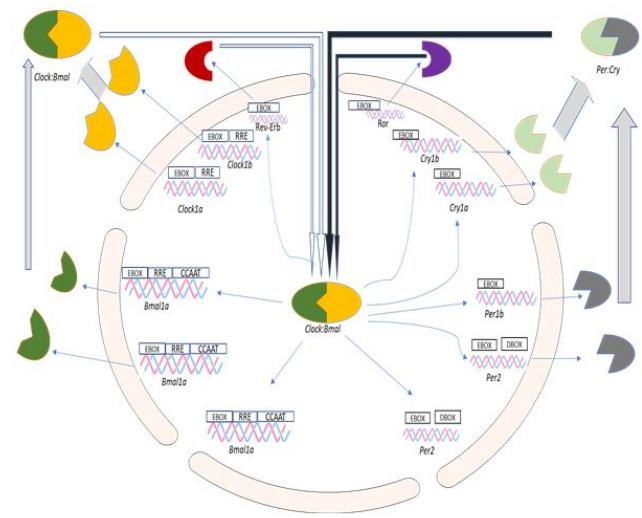 Clock:Bmal
Per:Cry
EBOX
Rev-Erb
EBOX RRE
Clock1b
EBOX RRE
Clock1a
EBOX
Ror
EBOX
Cry1b
EBOX
Cry1a
EBOX RRE CCAAT
Bmal1a
EBOX RRE CCAAT
Bmal1a
EBOX RRE CCAAT
Bmal1a
Clock:Bmal
EBOX
Per1b
EBOX DBOX
Per2
EBOX DBOX
Per2